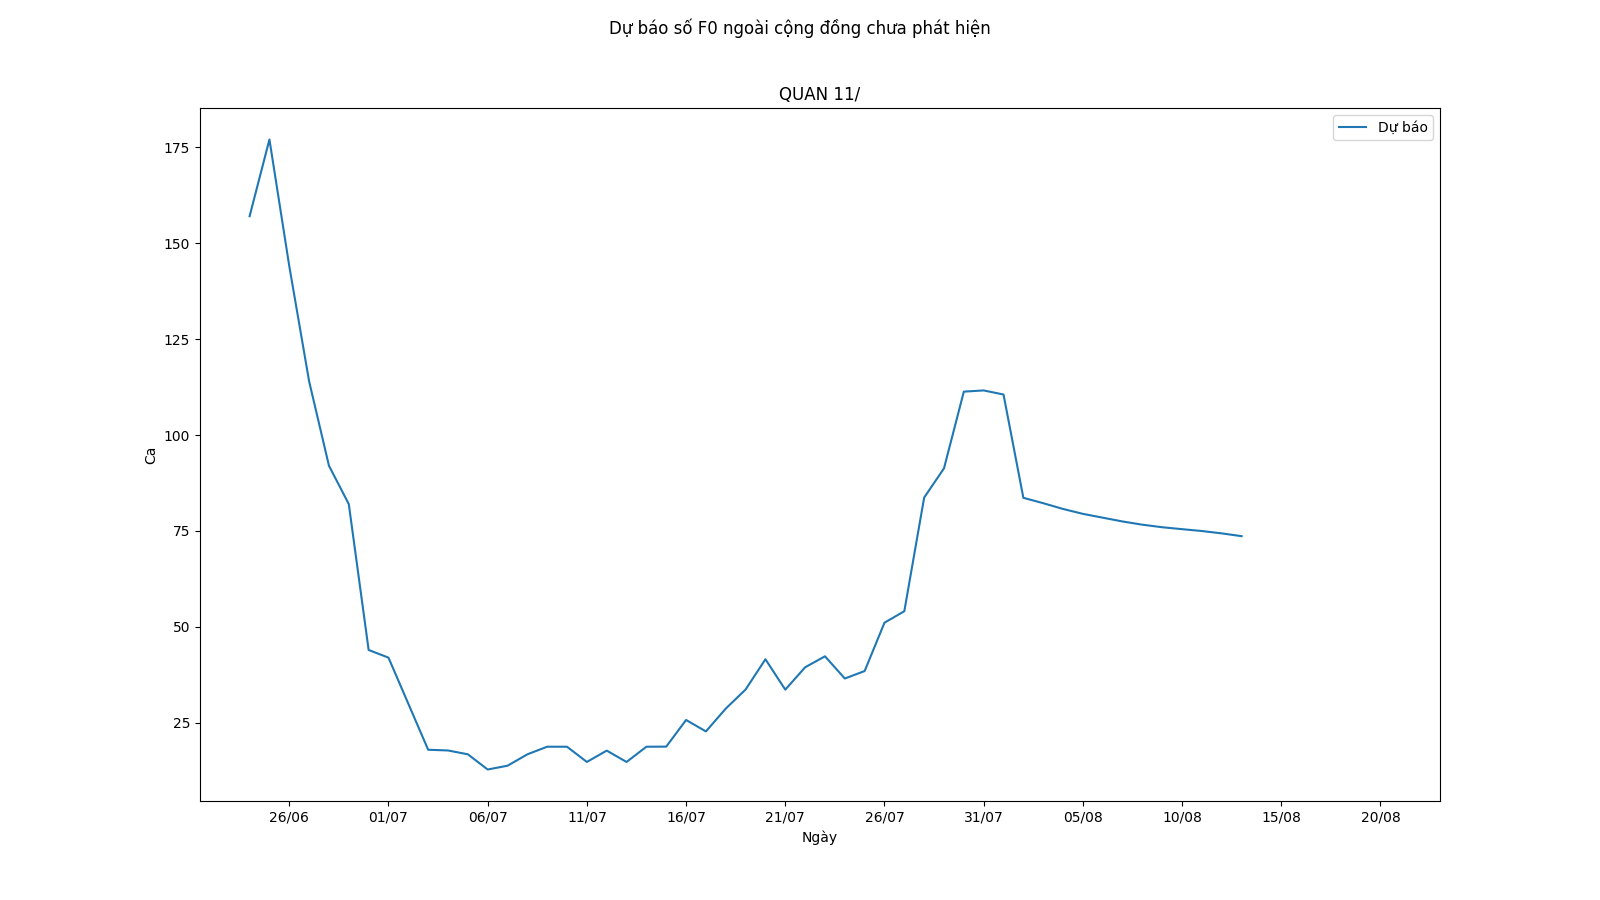 Dự báo số F0 ngoài cộng đồng chưa phát hiện
QUAN 11/
Dự báo
175
150
125
100
75
50
25
Ca
26/06 01/07 06/07 11/07 16/07 21/07 26/07 31/07 05/08 10/08 15/08 20/08
Ngày